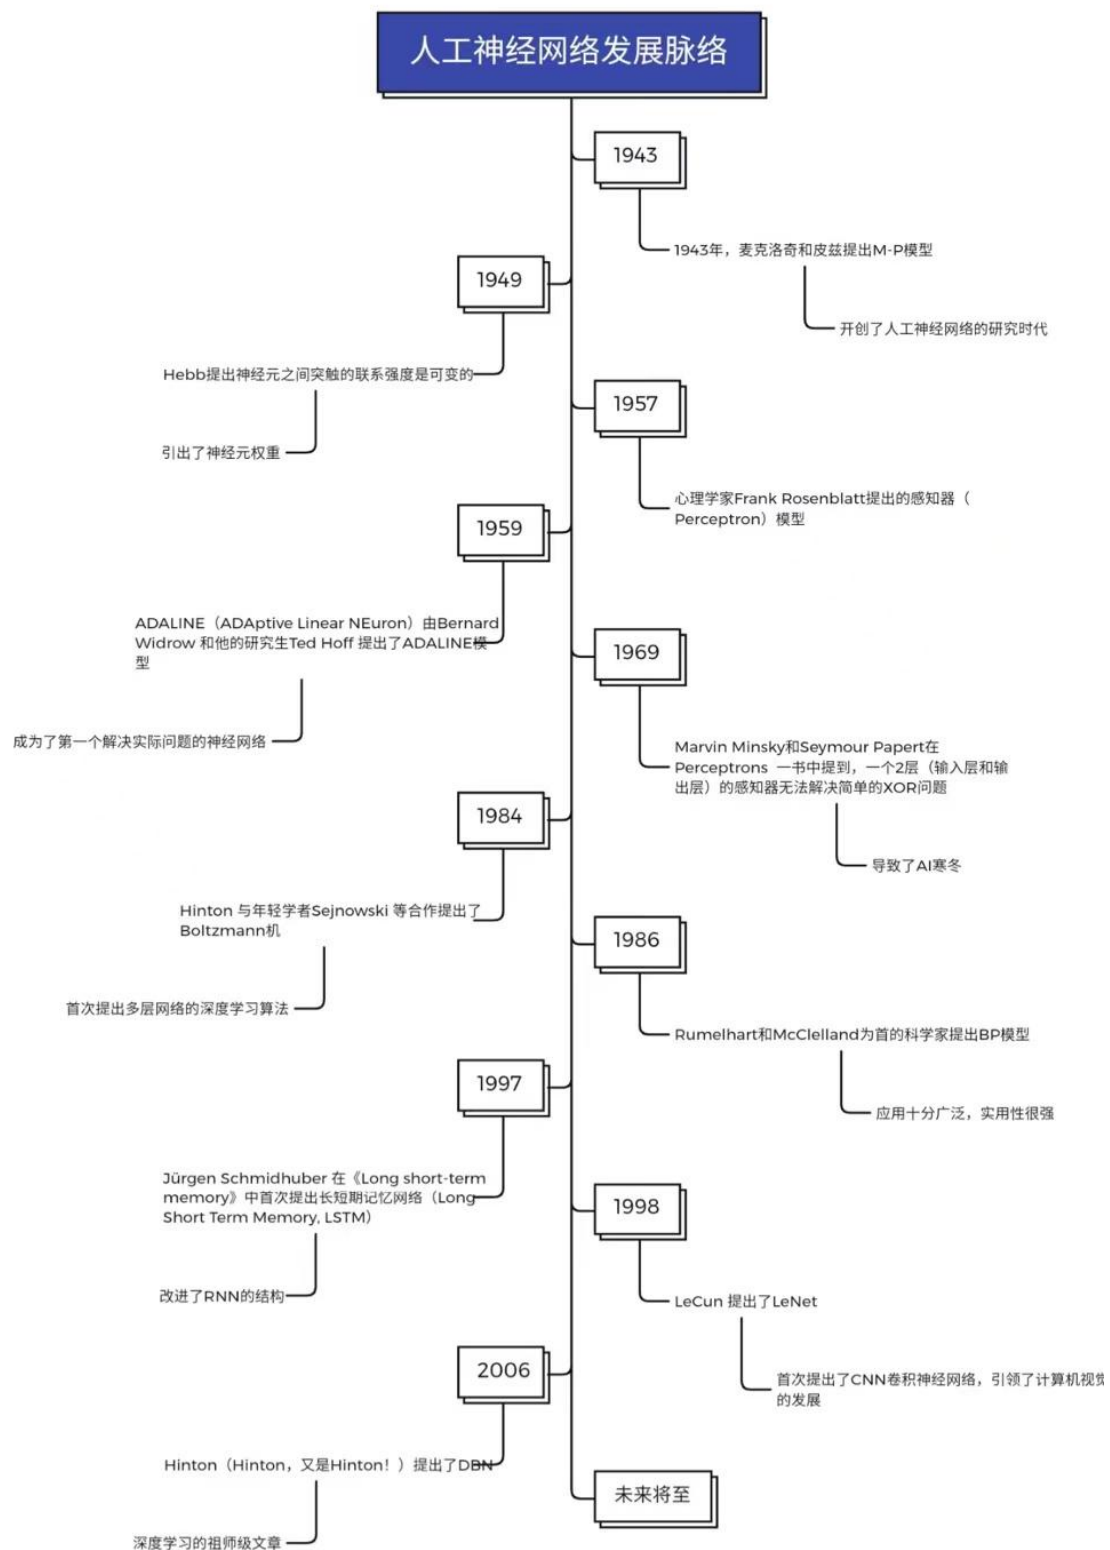 人工神经网络发展脉络
1943
1943年，麦克洛奇和皮兹提出M-P模型
开创了人工神经网络的研究时代
1949
Hebb提出神经元之间突触的联系强度是可变的
引出了神经元权重
1957
心理学家Frank Rosenblatt提出的感知器（
Perceptron）模型
1959
ADALINE（ADAptive Linear NEuron）由Bernard
Widrow 和他的研究生Ted Hoff 提出了ADALINE模
型
成为了第一个解决实际问题的神经网络
1969
Marvin Minsky和Seymour Papert在
Perceptrons 一书中提到，一个2层（输入层和输
出层）的感知器无法解决简单的XOR问题
导致了AI寒冬
1984
Hinton 与年轻学者Sejnowski 等合作提出了
Boltzmann机
首次提出多层网络的深度学习算法
1986
Rumelhart和McClelland为首的科学家提出BP模型
应用十分广泛，实用性很强
1997
Jürgen Schmidhuber 在《Long short-term
memory》中首次提出长短期记忆网络（Long
Short Term Memory, LSTM）
改进了RNN的结构
1998
LeCun 提出了LeNet
首次提出了CNN卷积神经网络，引领了计算机视觉
的发展
2006
Hinton（Hinton，又是Hinton！）提出了DBN
深度学习的祖师级文章
未来将至